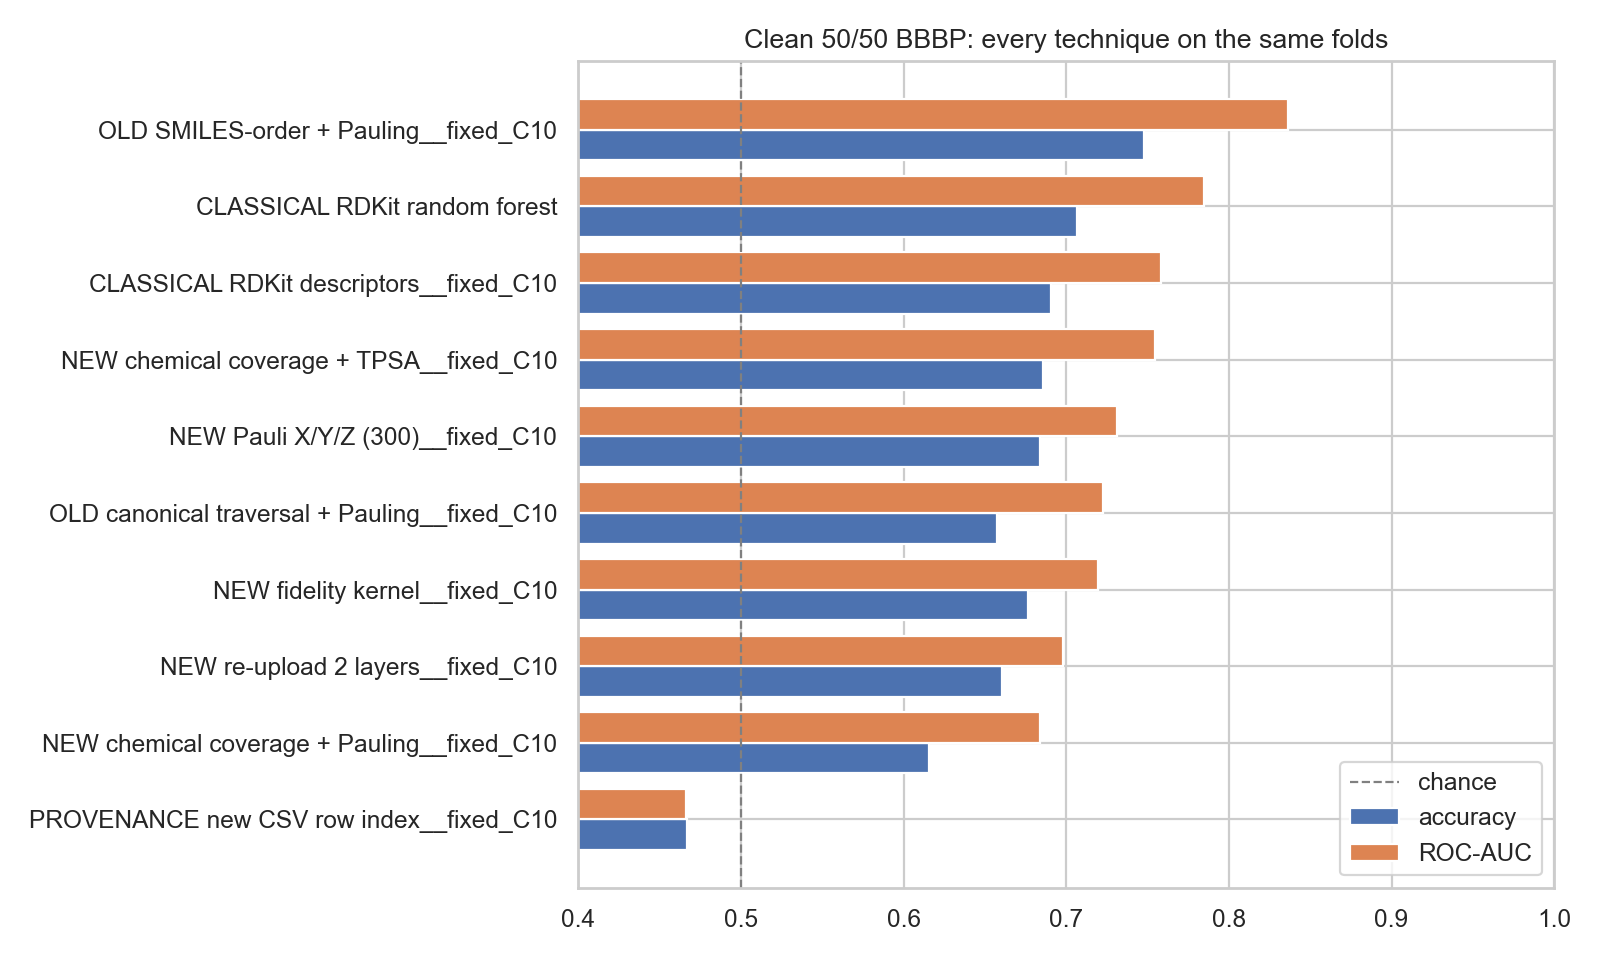 Clean 50/50 BBBP: every technique on the same folds
OLD SMILES-order + Pauling__fixed_C10
CLASSICAL RDKit random forest
CLASSICAL RDKit descriptors__fixed_C10
NEW chemical coverage + TPSA__fixed_C10
NEW Pauli X/Y/Z (300)__fixed_C10
OLD canonical traversal + Pauling__fixed_C10
NEW fidelity kernel__fixed_C10
NEW re-upload 2 layers__fixed_C10
NEW chemical coverage + Pauling__fixed_C10
PROVENANCE new CSV row index__fixed_C10
chance
accuracy
ROC-AUC
0.4 0.5 0.6 0.7 0.8 0.9 1.0